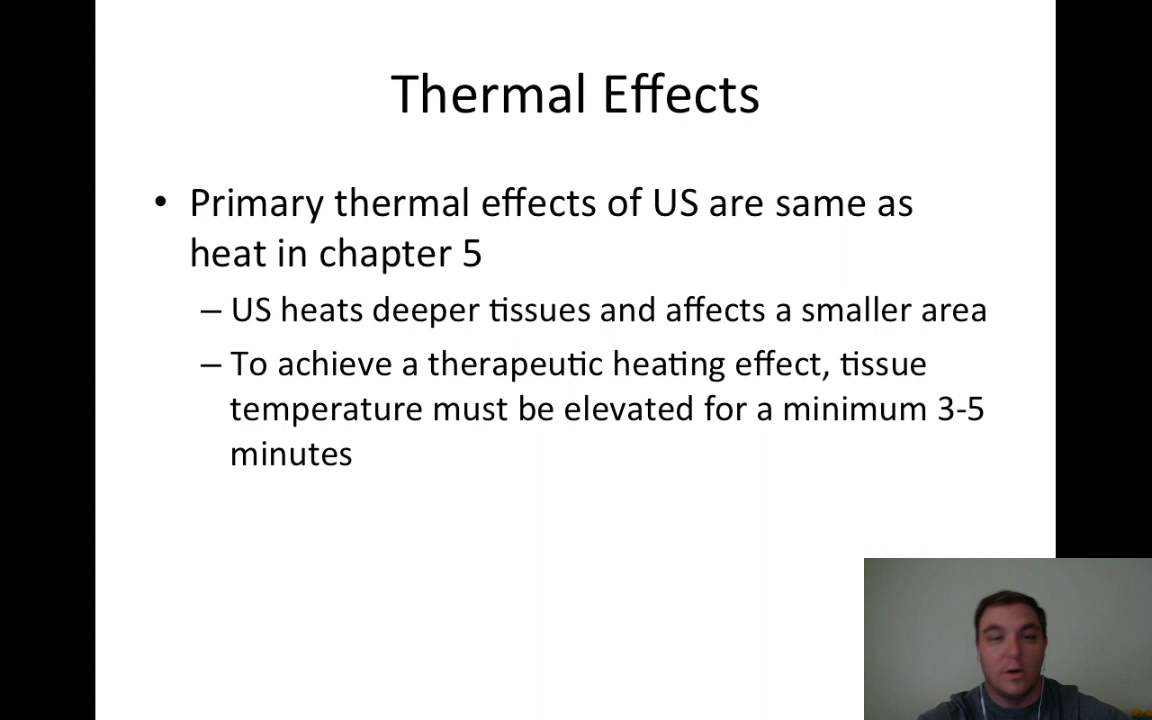 Thermal Effects
• Primary thermal effects of US are same as
heat in chapter 5
– US heats deeper tissues and affects a smaller area
– To achieve a therapeutic heating effect, tissue
temperature must be elevated for a minimum 3-5
minutes